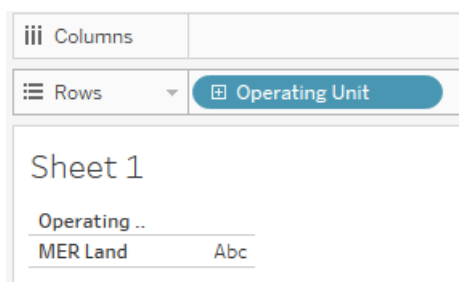 Columns
Rows
Operating Unit
Sheet 1
Operating ..
MER Land Abc